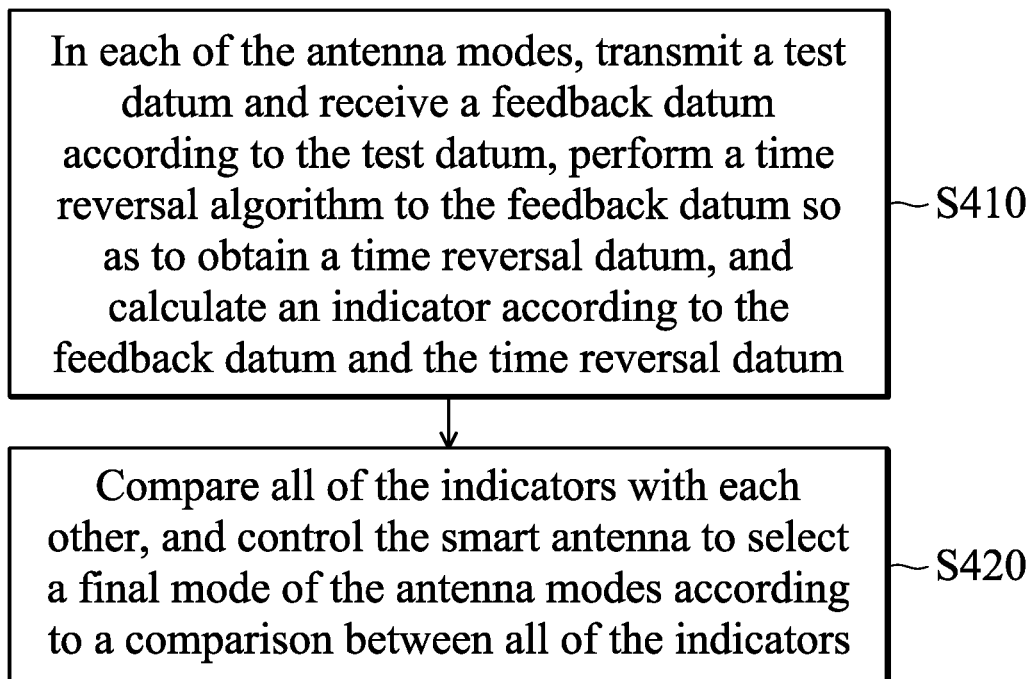 In each of the antenna modes, transmit a test
datum and receive a feedback datum
according to the test datum, perform a time
reversal algorithm to the feedback datum so
as to obtain a time reversal datum, and
calculate an indicator according to the
feedback datum and the time reversal datum
S410
Compare all of the indicators with each
other, and control the smart antenna to select
a final mode of the antenna modes according
to a comparison between all of the indicators
S420